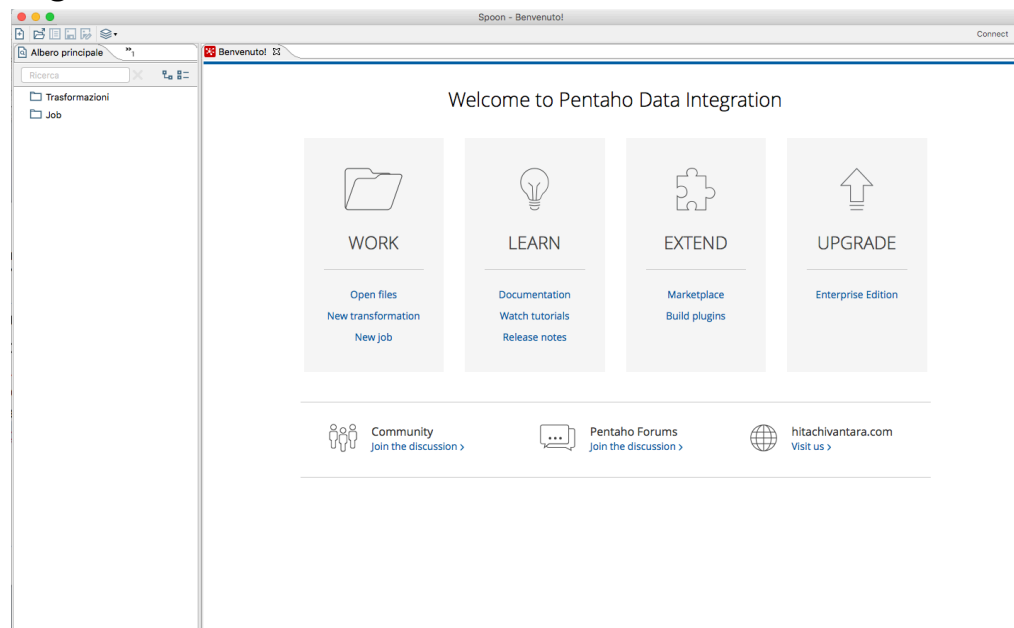 Spoon - Benvenuto!
Connect
Albero principale
»1
Benvenuto!
Ricerca
Trasformazioni
Job
Welcome to Pentaho Data Integration
WORK
Open files
New transformation
New job
LEARN
Documentation
Watch tutorials
Release notes
EXTEND
Marketplace
Build plugins
UPGRADE
Enterprise Edition
Community
Join the discussion >
Pentaho Forums
Join the discussion >
hitachivantara.com
Visit us >